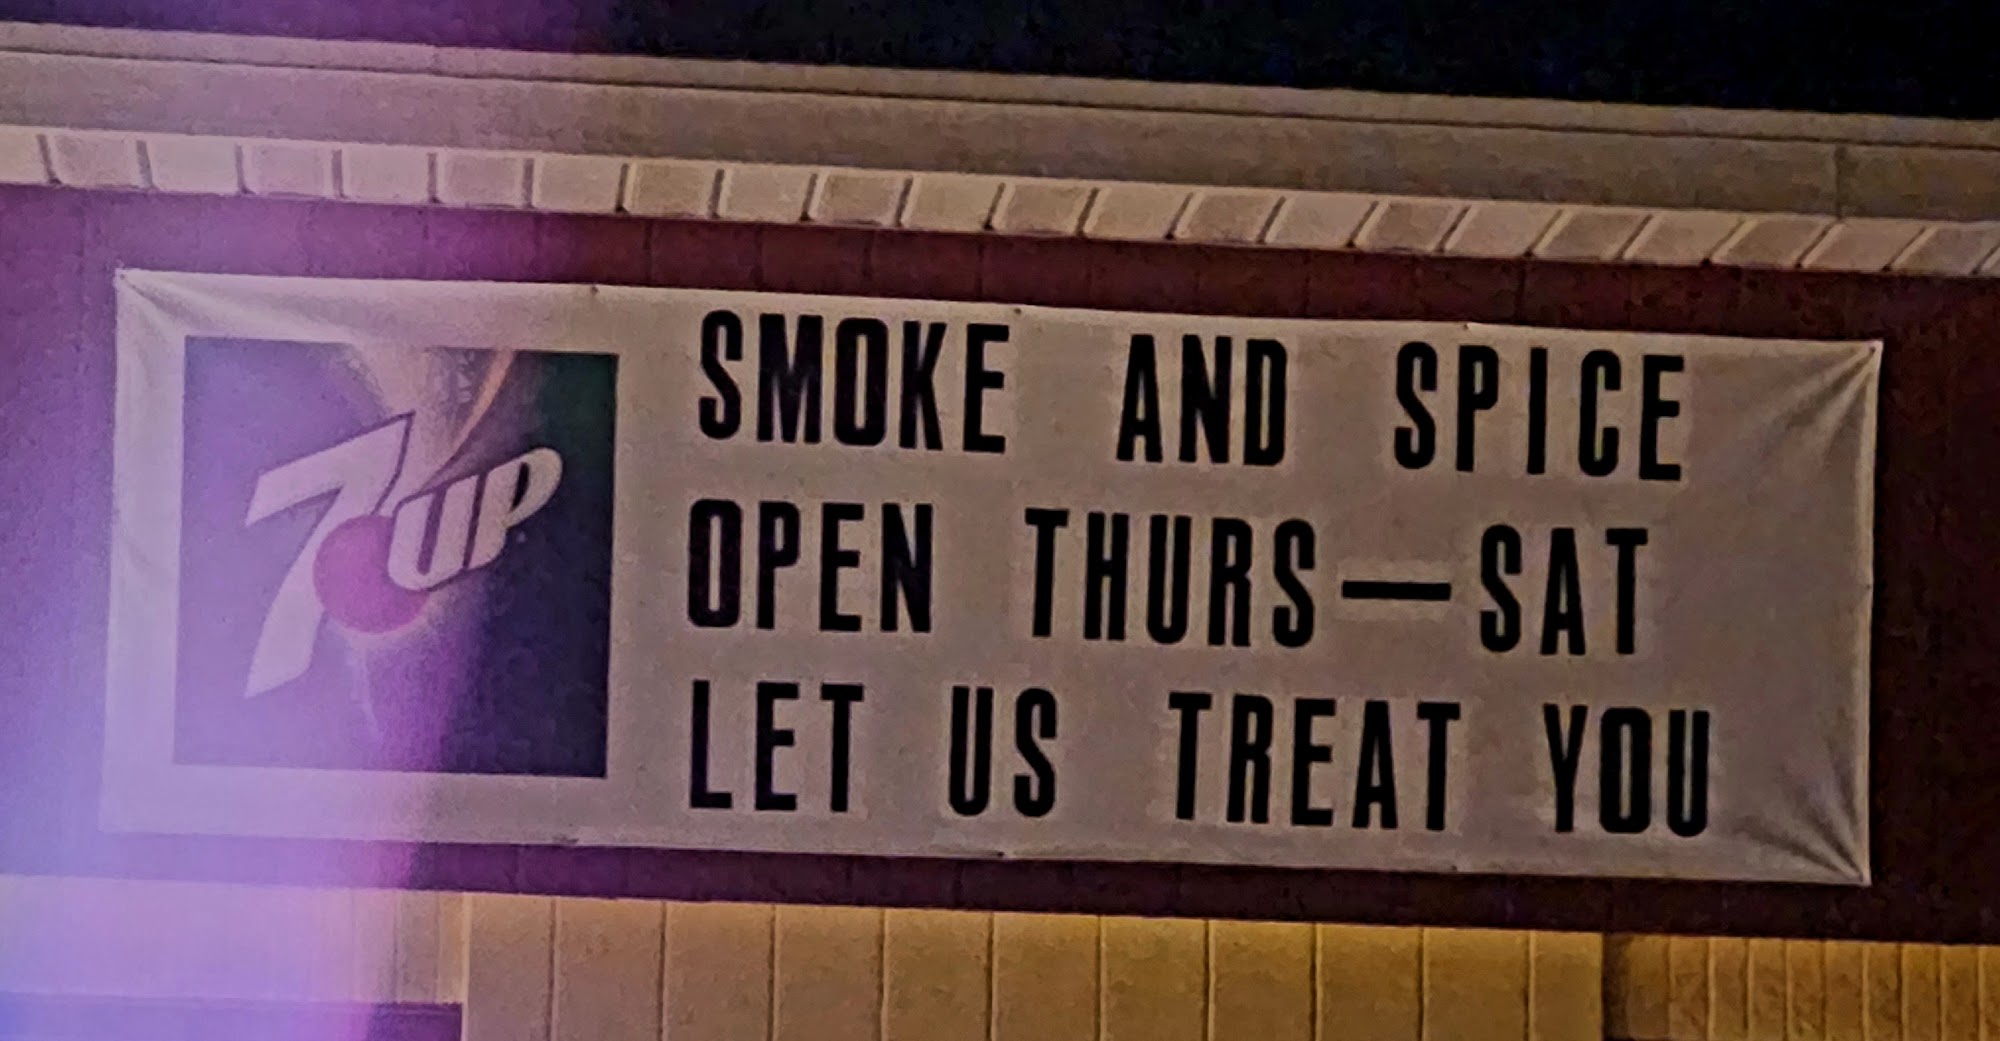 7UP
SMOKE AND SPICE
OPEN THURS—SAT
LET US TREAT YOU